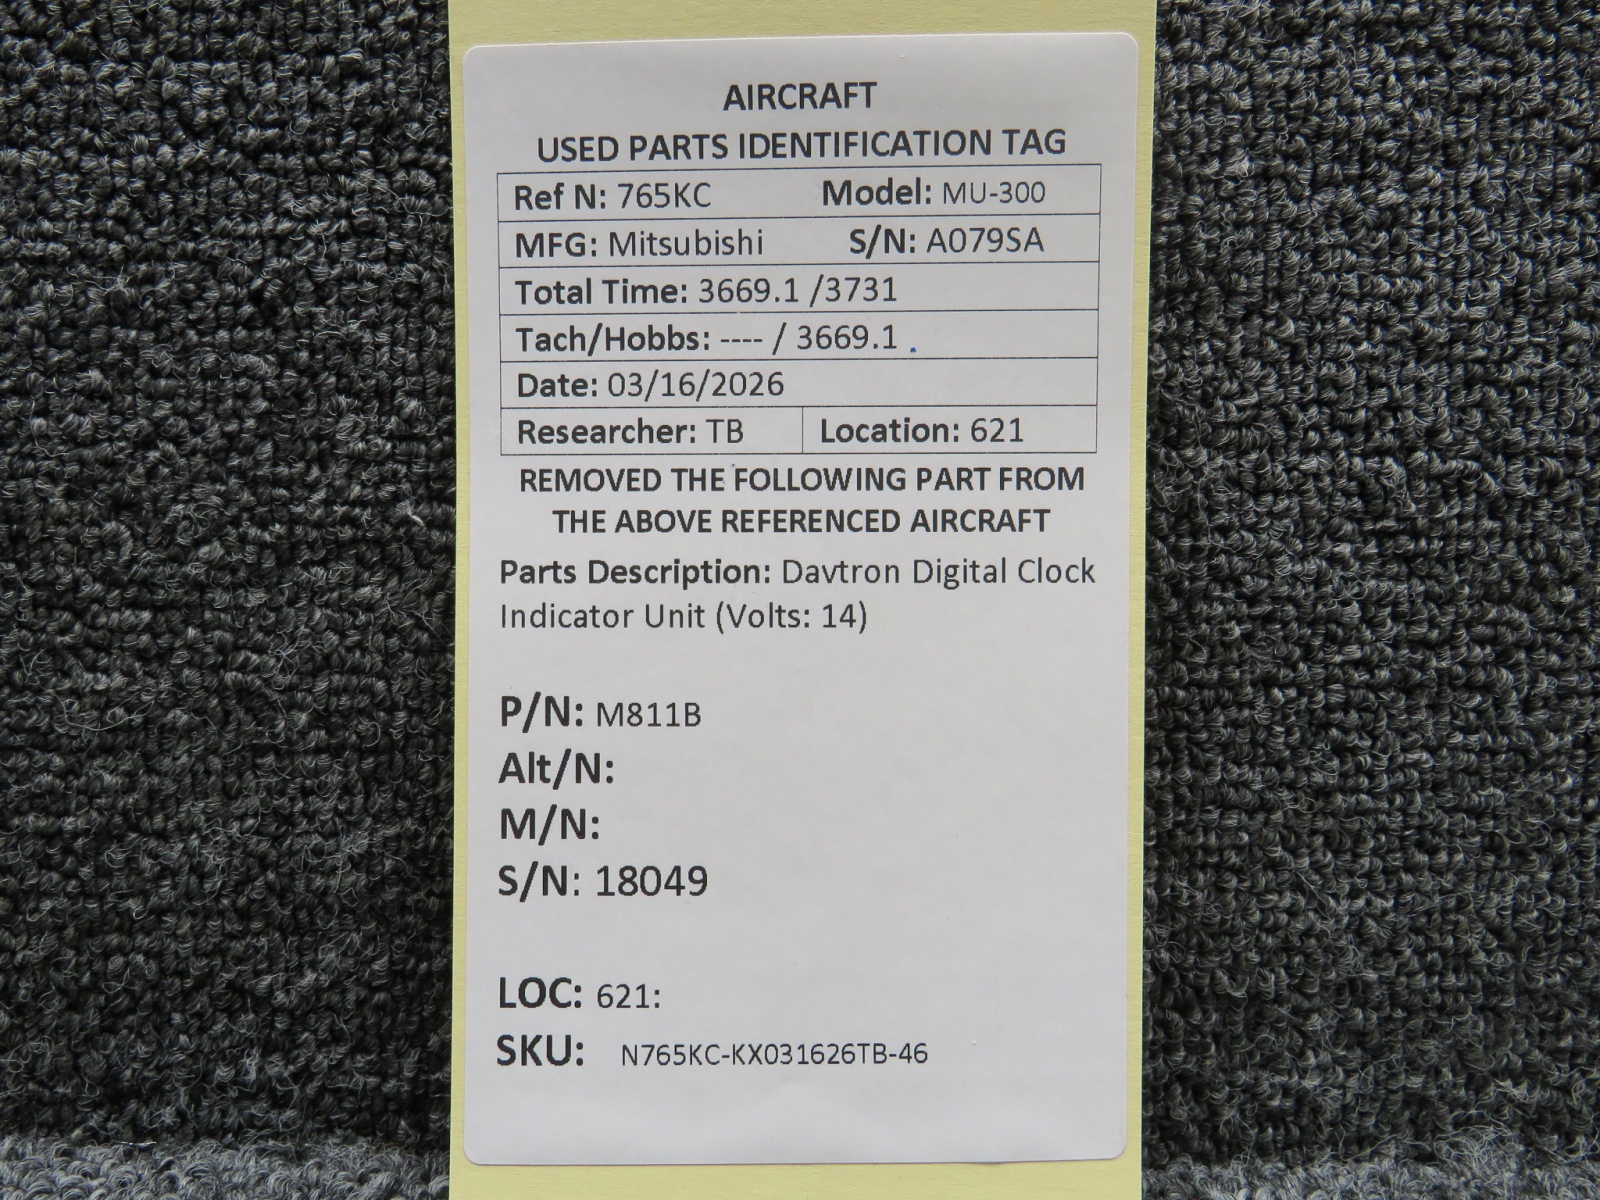 AIRCRAFT
USED PARTS IDENTIFICATION TAG
Ref N: 765KC Model: MU-300
MFG: Mitsubishi S/N: A079SA
Total Time: 3669.1 /3731
Tach/Hobbs: ---- / 3669.1
Date: 03/16/2026
Researcher: TB Location: 621
REMOVED THE FOLLOWING PART FROM
THE ABOVE REFERENCED AIRCRAFT
Parts Description: Davtron Digital Clock
Indicator Unit (Volts: 14)
P/N: M811B
Alt/N:
M/N:
S/N: 18049
LOC: 621:
SKU: N765KC-KX031626TB-46